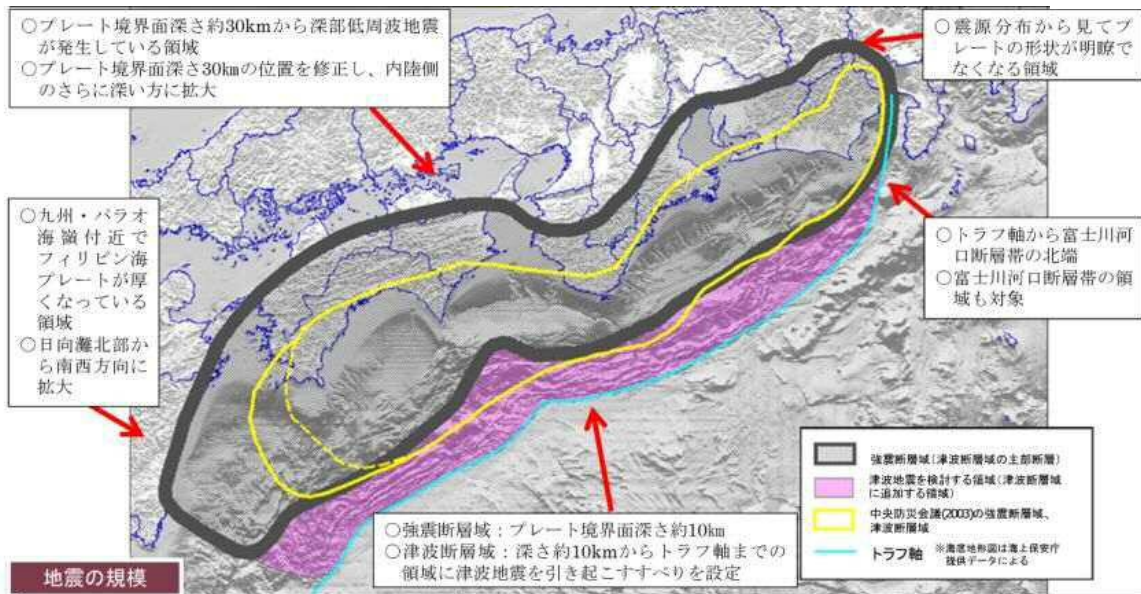 ○プレート境界面深さ約30kmから深部低周波地震
が発生している領域
○プレート境界面深さ30㎞の位置を修正し、内陸側
のさらに深い方に拡大
○震源分布から見てプ
レートの形状が明瞭で
なくなる領域
○九州・パラオ
海嶺付近で
フィリピン海
プレートが厚
くなっている
領域
○日向灘北部か
ら南西方向に
拡大
○トラフ軸から富士川河
口断層帯の北端
○富士川河口断層帯の領
域も対象
○強震断層域：プレート境界面深さ約10㎞
○津波断層域：深さ約10㎞からトラフ軸までの
領域に津波地震を引き起こすすべりを設定
強震断層域(津波断層域の主部断層)
津波地震を検討する領域(津波断層域
に追加する領域)
中央防災会議(2003)の強震断層域、
津波断層域
トラフ軸 ※海底地形図は海上保安庁
提供データによる
地震の規模